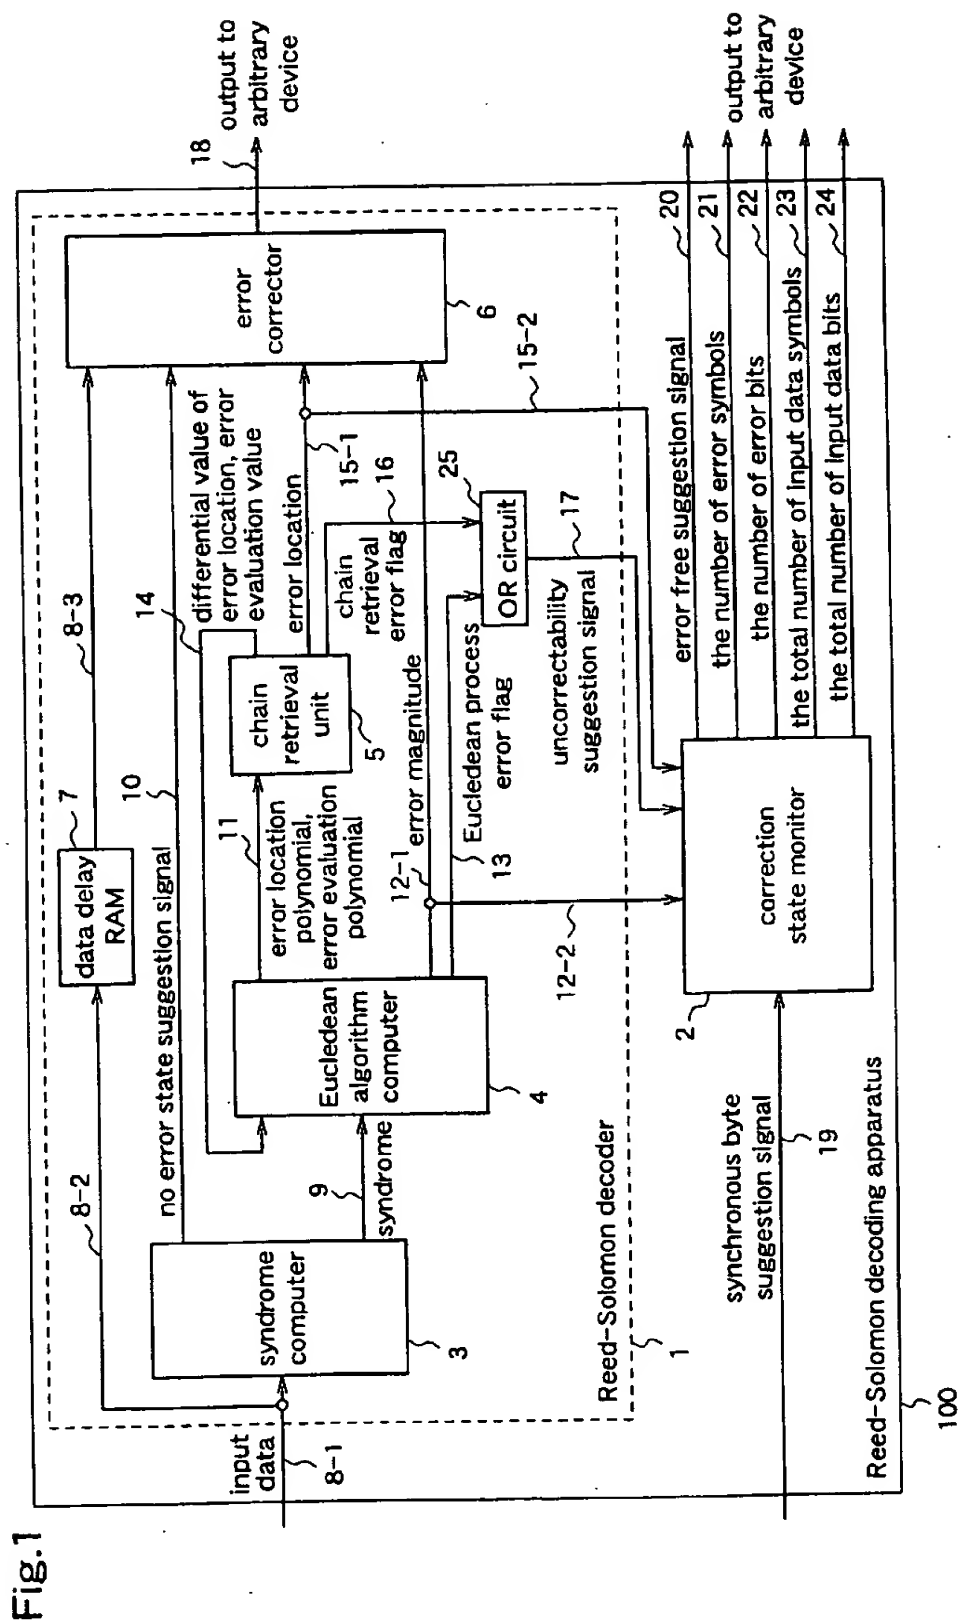 Fig.1
input
data
8-1
8-2
syndrome
computer
3
no error state suggestion signal
10
9
syndrome
data delay
RAM
7
8-3
Eucledean
algorithm
computer
4
11
error location
polynomial,
error evaluation
polynomial
14
differential value of
error location, error
evaluation value
chain
retrieval
unit
5
error location
15-1
15-2
chain
retrieval
error flag
16
12-1
error magnitude
12-2
13
Eucledean process
error flag
25
OR circuit
17
uncorrectability
suggestion signal
error
corrector
6
18
output to
arbitrary
device
Reed-Solomon decoder
1
synchronous byte
suggestion signal
19
correction
state monitor
2
error free suggestion signal
20
the number of error symbols
21
the number of error bits
22
the total number of input data symbols
23
the total number of input data bits
24
output to
arbitrary
device
Reed-Solomon decoding apparatus
100